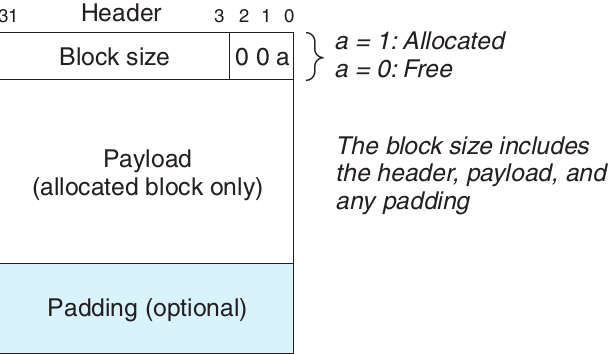 31 Header 3 2 1 0
Block size 0 0 a
a = 1: Allocated
a = 0: Free
Payload
(allocated block only)
The block size includes
the header, payload, and
any padding
Padding (optional)